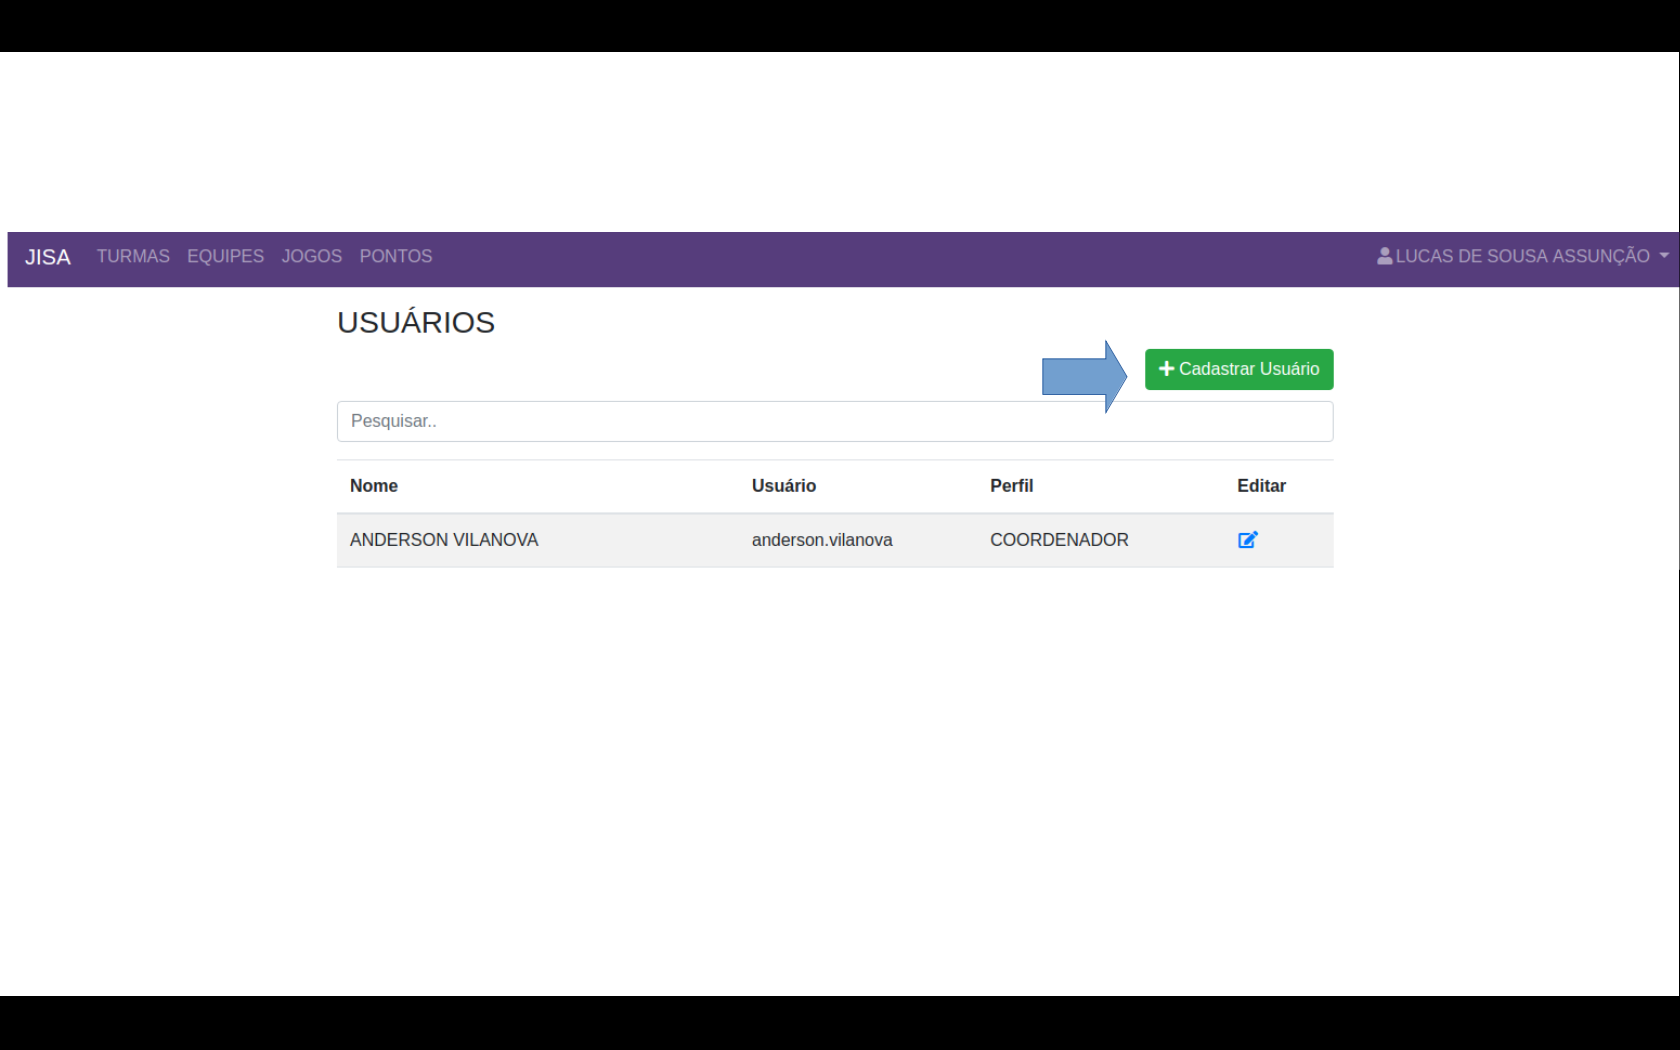 JISA TURMAS EQUIPES JOGOS PONTOS LUCAS DE SOUSA ASSUNÇÃO
USUÁRIOS
Cadastrar Usuário
Pesquisar..
Nome Usuário Perfil Editar
ANDERSON VILANOVA anderson.vilanova COORDENADOR